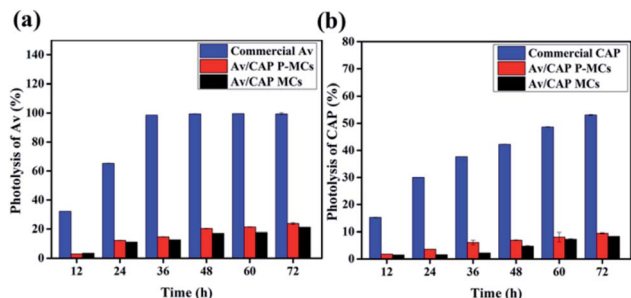 (a)
Photolysis of Av (%)
140
120
100
80
60
40
20
0
Commercial Av
Av/CAP P-MCs
Av/CAP MCs
12 24 36 48 60 72
Time (h)
(b)
Photolysis of CAP (%)
80
70
60
50
40
30
20
10
0
Commercial CAP
Av/CAP P-MCs
Av/CAP MCs
12 24 36 48 60 72
Time (h)